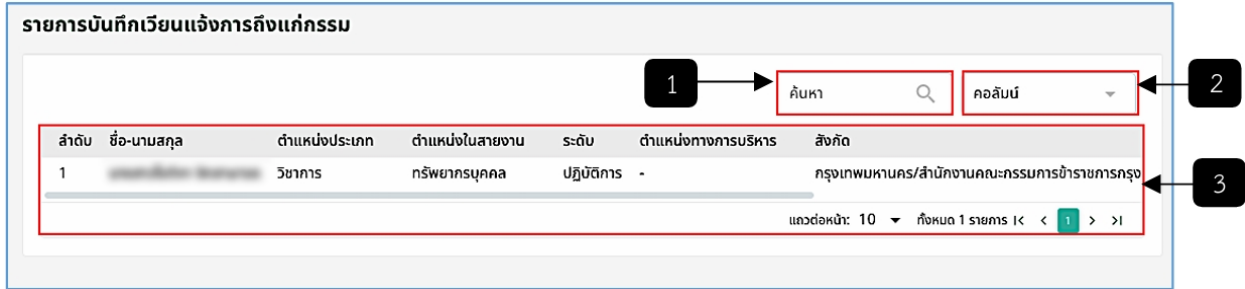 รายการบันทึกเวียนแจ้งการถึงแก่กรรม
1
ค้นหา
คอลัมน์
2
ลำดับ ชื่อ-นามสกุล ตำแหน่งประเภท ตำแหน่งในสายงาน ระดับ ตำแหน่งทางการบริหาร สังกัด
1 วิชาการ ทรัพยากรบุคคล ปฏิบัติการ - กรุงเทพมหานคร/สำนักงานคณะกรรมการข้าราชการกรุง
3
แถวต่อหน้า: 10 ทั้งหมด 1 รายการ |< < 1 > >|